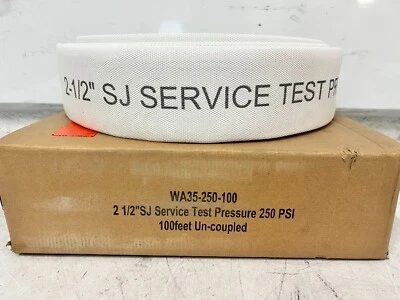 2-1/2" SJ SERVICE TEST PR
WA35-250-100
2 1/2"SJ Service Test Pressure 250 PSI
100feet Un-coupled